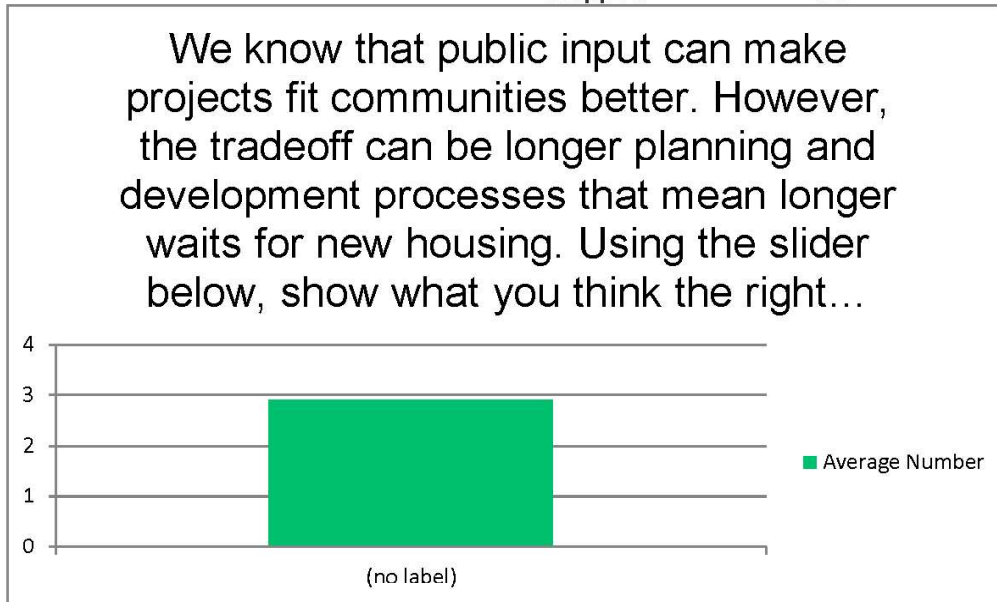 We know that public input can make
projects fit communities better. However,
the tradeoff can be longer planning and
development processes that mean longer
waits for new housing. Using the slider
below, show what you think the right...
4
3
2
1
0
(no label)
Average Number